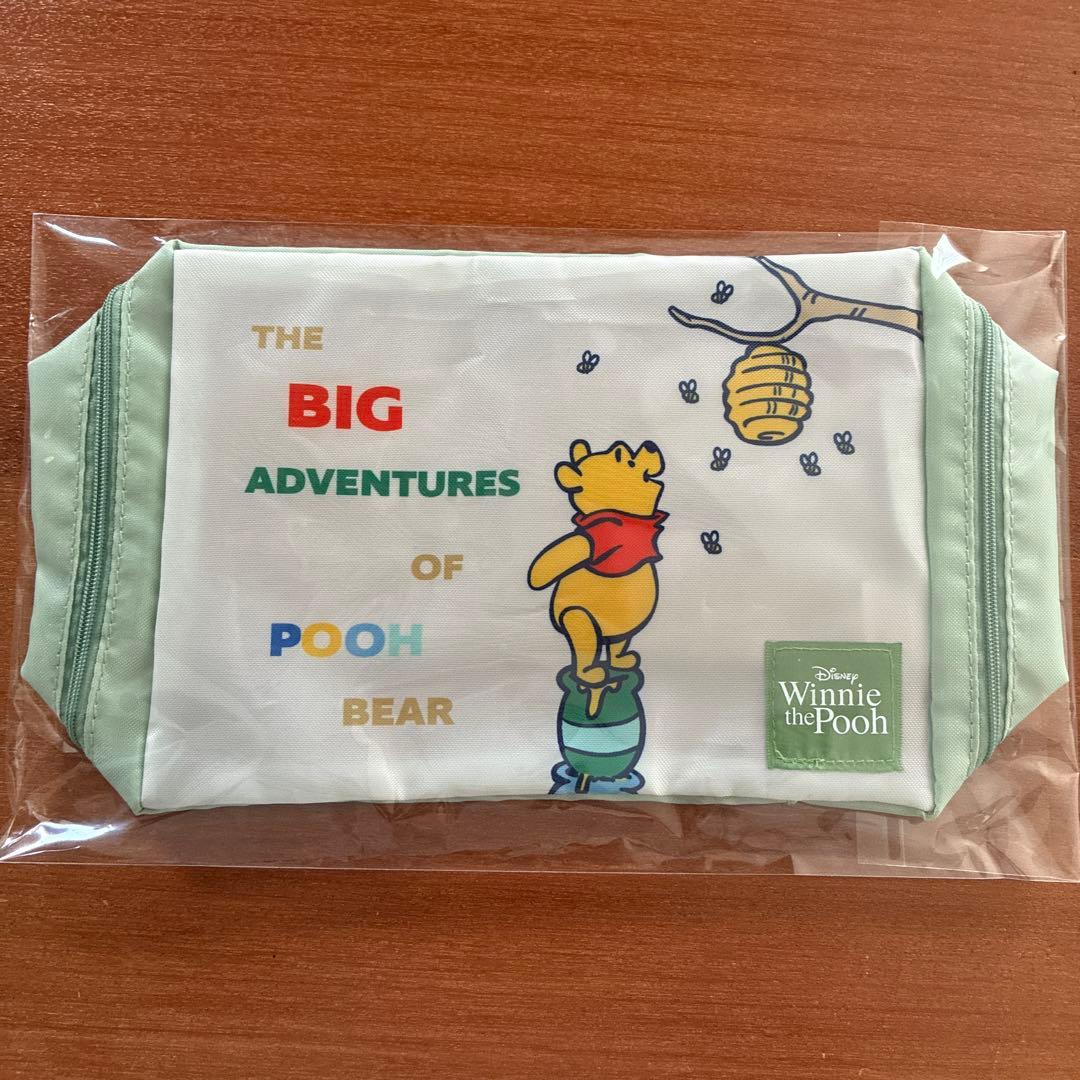 THE
BIG
ADVENTURES
OF
POOH
BEAR
Disney
Winnie
the Pooh